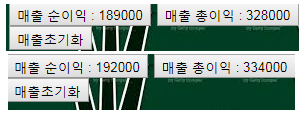 매출 순이익 : 189000 매출 총이익 : 328000
매출초기화
매출 순이익 : 192000 매출 총이익 : 334000
매출초기화